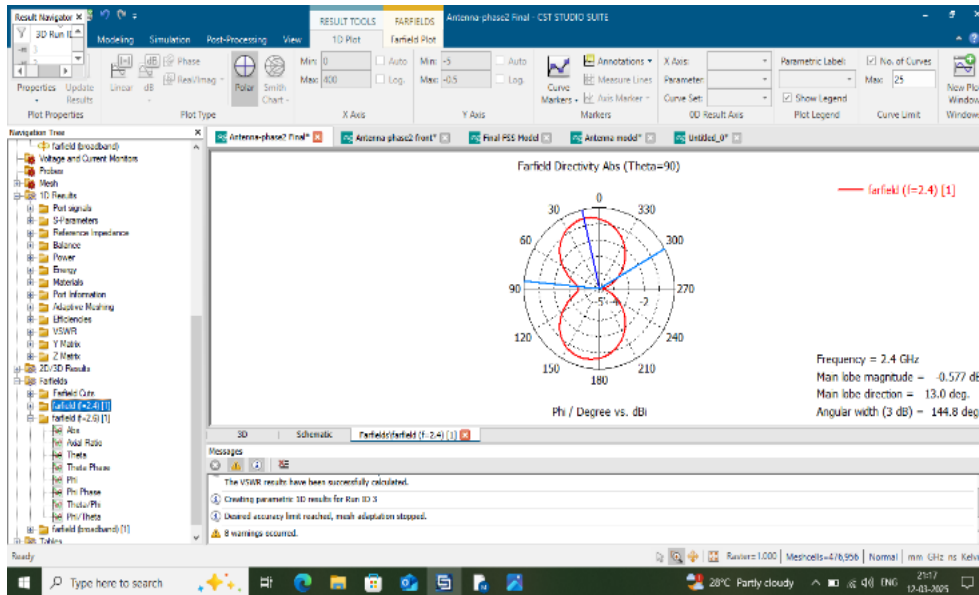 Result Navigator
3D Run ID
3
RESULT TOOLS
FARFIELDS
Antenna-phase2 Final - CST STUDIO SUITE
Modeling
Simulation
Post-Processing
View
1D Plot
Farfield Plot
Properties
Update Results
Plot Properties
Linear
dB
Phase
Real/Imag
Polar
Smith Chart
Plot Type
Min: 0
Auto
Max: 400
Log.
X Axis
Min: -5
Auto
Max: -0.5
Log.
Y Axis
Curve Markers
Annotations
Measure Lines
Axis Marker
Markers
X Axis:
Parameter:
Curve Set:
0D Result Axis
Parametric Label:
Show Legend
Plot Legend
No. of Curves
Max: 25
Curve Limit
New Plot Window
Window
Navigation Tree
Antenna-phase2 Final*
Antenna phase2 front*
Final FSS Model
Antenna model*
Untitled_0*
farfield (broadband)
Voltage and Current Monitors
Probes
Mesh
1D Results
Port signals
S-Parameters
Reference Impedance
Balance
Power
Energy
Materials
Port Information
Adaptive Meshing
Efficiencies
VSWR
Y Matrix
Z Matrix
2D/3D Results
Farfields
Farfield Cuts
farfield (f=2.4) [1]
farfield (f=2.6) [1]
Abs
Axial Ratio
Theta
Theta Phase
Phi
Phi Phase
Theta/Phi
Phi/Theta
farfield (broadband) [1]
Tables
Farfield Directivity Abs (Theta=90)
farfield (f=2.4) [1]
0
30
330
60
300
90
-5
-4
-2
270
120
240
150
210
180
Phi / Degree vs. dBi
Frequency = 2.4 GHz
Main lobe magnitude = -0.577 dB
Main lobe direction = 13.0 deg.
Angular width (3 dB) = 144.8 deg
3D
Schematic
Farfields\farfield (f=2.4) [1]
Messages
The VSWR results have been successfully calculated.
Creating parametric 1D results for Run ID 3
Desired accuracy limit reached, mesh adaptation stopped.
8 warnings occurred.
Ready
Raster=1.000
Meshcells=476,956
Normal
mm GHz ns Kelv
Type here to search
28°C Partly cloudy
ENG
21:17
12-03-2025